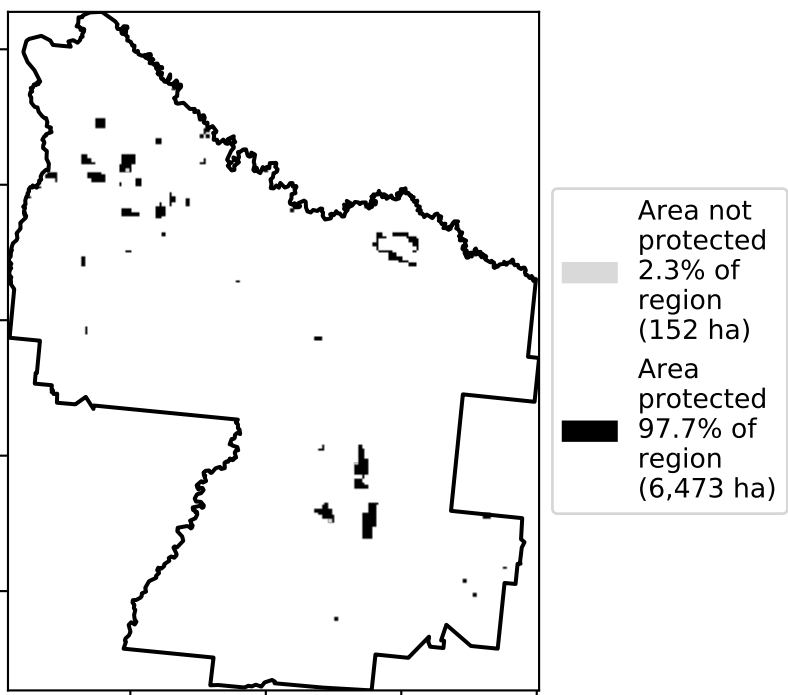 Area not
protected
2.3% of
region
(152 ha)
Area
protected
97.7% of
region
(6,473 ha)